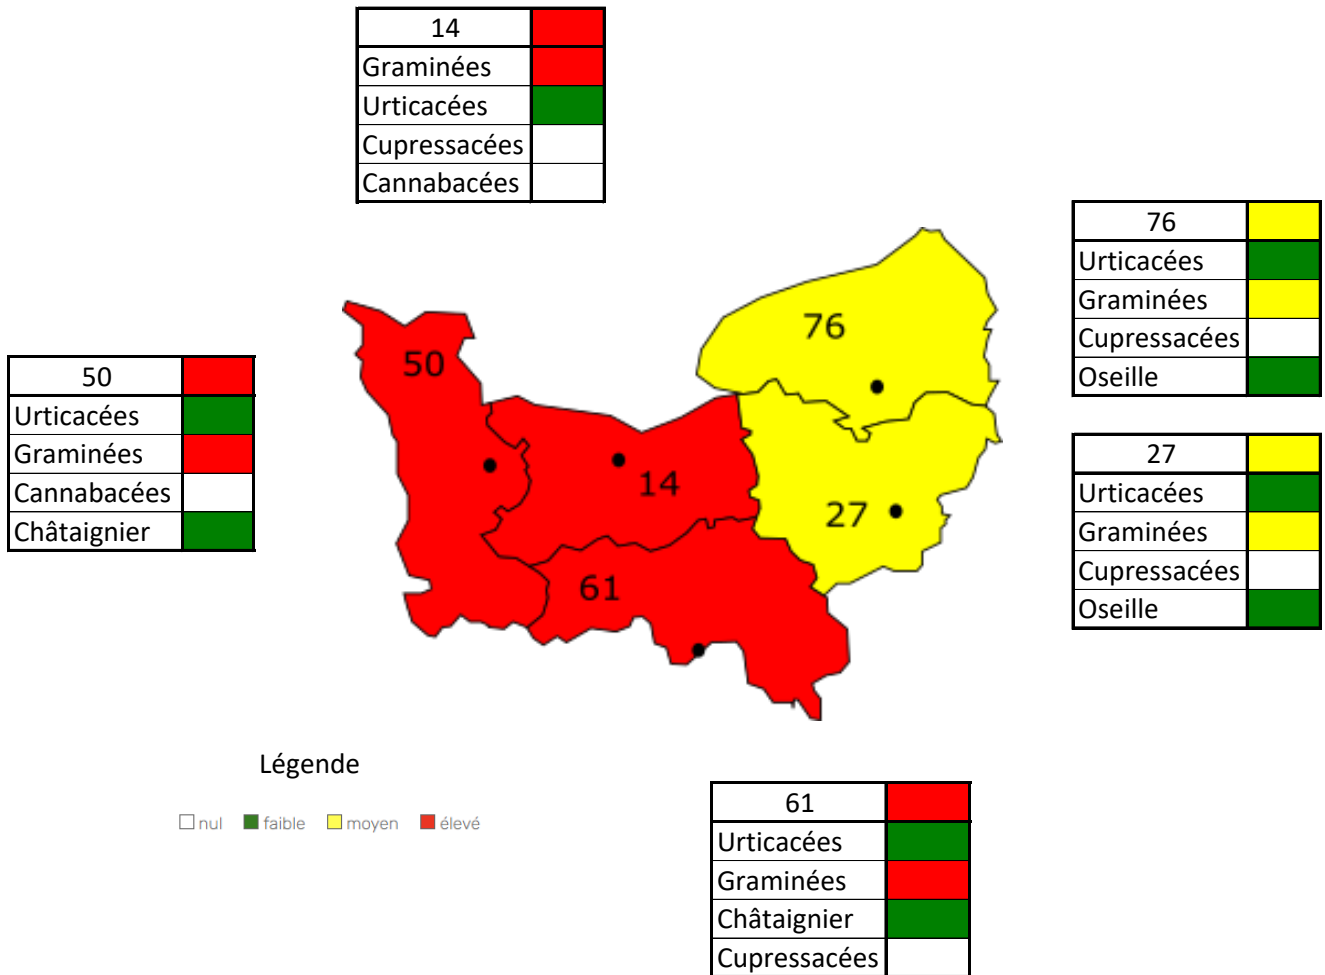 14
Graminées
Urticacées
Cupressacées
Cannabacées
76
Urticacées
Graminées
Cupressacées
Oseille
50
Urticacées
Graminées
Cannabacées
Châtaignier
27
Urticacées
Graminées
Cupressacées
Oseille
76
50
14
27
61
Légende
nul faible moyen élevé
61
Urticacées
Graminées
Châtaignier
Cupressacées